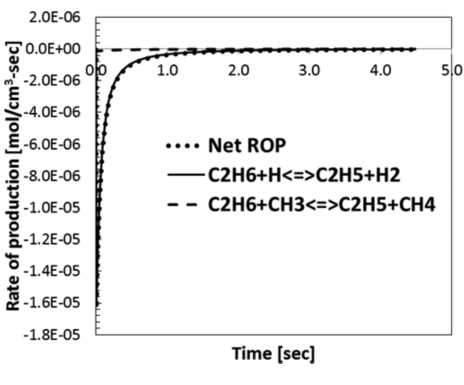 2.0E-06
0.0E+00
-2.0E-06
-4.0E-06
-6.0E-06
-8.0E-06
-1.0E-05
-1.2E-05
-1.4E-05
-1.6E-05
-1.8E-05
Rate of production [mol/cm³-sec]
0.0 1.0 2.0 3.0 4.0 5.0
Net ROP
C2H6+H<=>C2H5+H2
C2H6+CH3<=>C2H5+CH4
Time [sec]